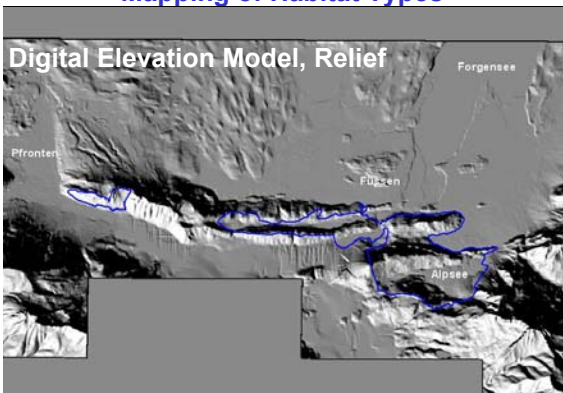 Mapping of Habitat Types
Digital Elevation Model, Relief
Forgensee
Pfronten
Füssen
Alpsee